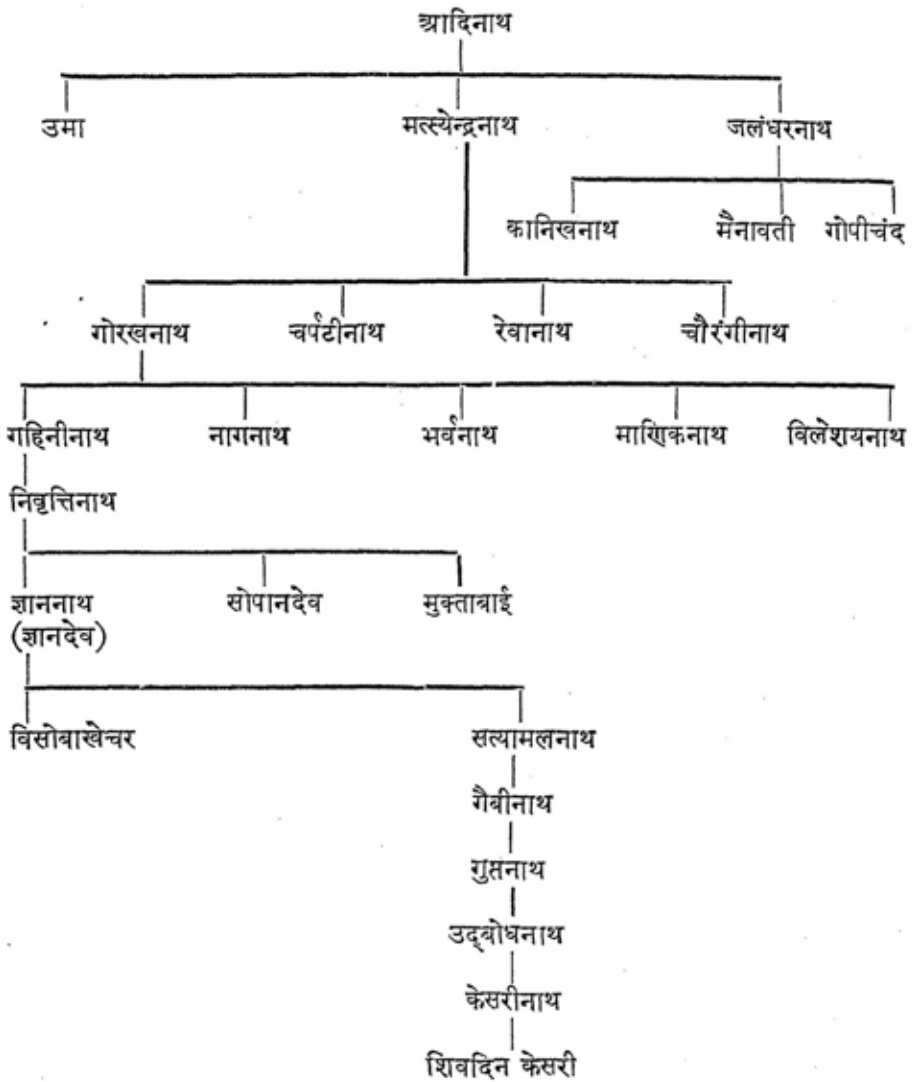 आदिनाथ
उमा मत्स्येन्द्रनाथ जलंधरनाथ
कानिखनाथ मैनावती गोपीचंद
गोरखनाथ चर्पटीनाथ रेवानाथ चौरंगीनाथ
गहिनीनाथ नागनाथ भर्वनाथ माणिकनाथ विलेशयनाथ
निवृत्तिनाथ
ज्ञाननाथ सोपानदेव मुक्ताबाई
(ज्ञानदेव)
विसोबाखेचर सत्यामलनाथ
गैबीनाथ
गुप्तनाथ
उद्‌बोधनाथ
केसरीनाथ
शिवदिन केसरी